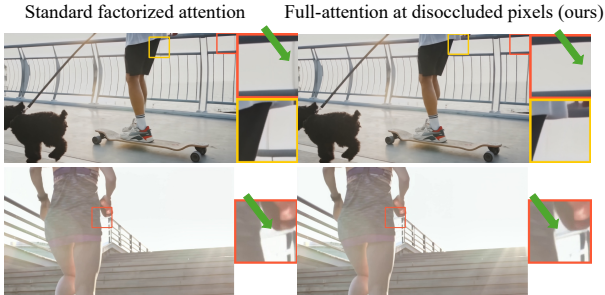 Standard factorized attention
Full-attention at disoccluded pixels (ours)